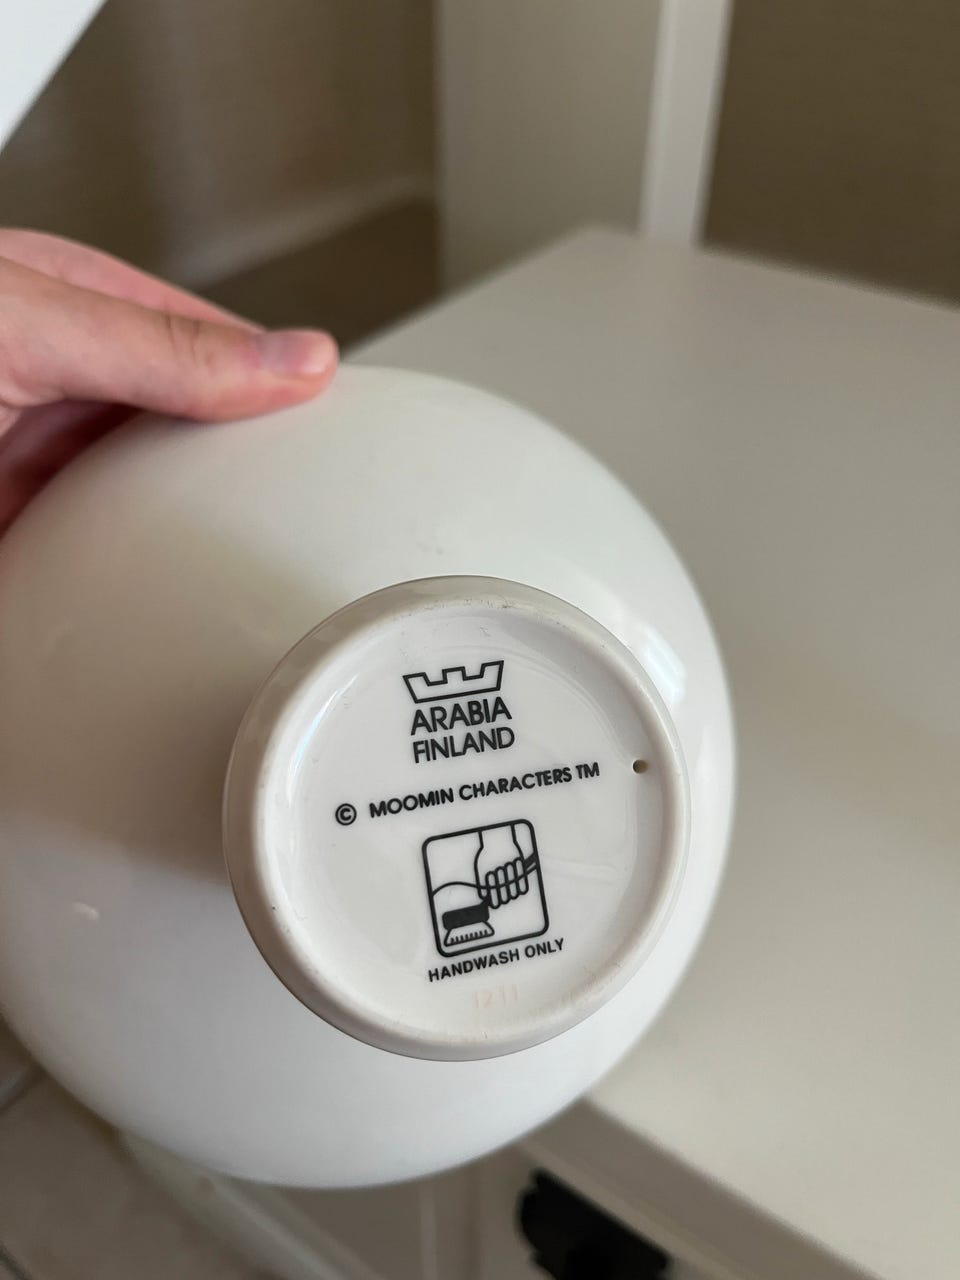 ARABIA
FINLAND
© MOOMIN CHARACTERS TM
HANDWASH ONLY